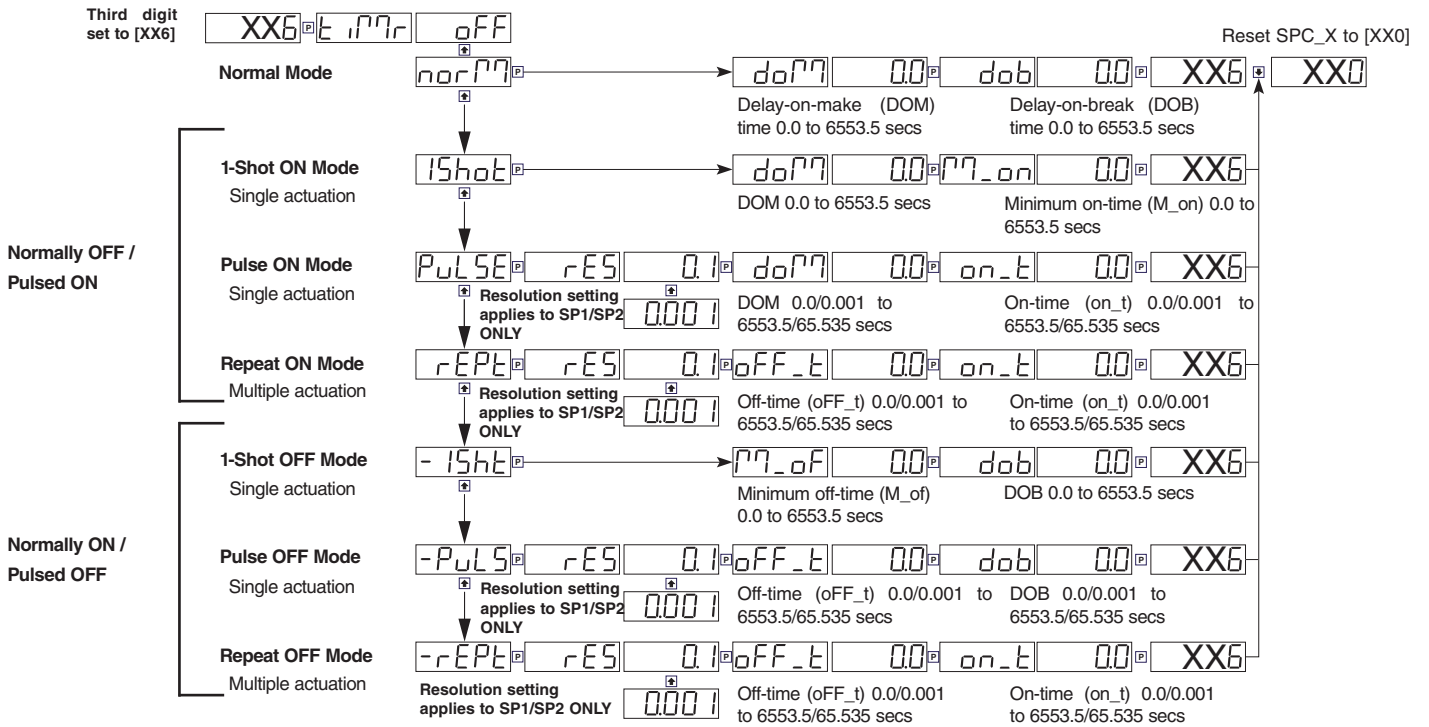 Third digit
set to [XX6]
XX6 P tiMr oFF
Reset SPC_X to [XX0]
Normal Mode
norM P doM 0.0 P dob 0.0 P XX6 XX0
Delay-on-make (DOM)
time 0.0 to 6553.5 secs
Delay-on-break (DOB)
time 0.0 to 6553.5 secs
1-Shot ON Mode
Single actuation
1Shot P doM 0.0 P M_on 0.0 P XX6
DOM 0.0 to 6553.5 secs
Minimum on-time (M_on) 0.0 to
6553.5 secs
Normally OFF /
Pulsed ON
Pulse ON Mode
Single actuation
PuLSE P rES 0.1 P doM 0.0 P on_t 0.0 P XX6
Resolution setting
applies to SP1/SP2
ONLY
0.001
DOM 0.0/0.001 to
6553.5/65.535 secs
On-time (on_t) 0.0/0.001 to
6553.5/65.535 secs
Repeat ON Mode
Multiple actuation
rEPt P rES 0.1 P oFF_t 0.0 P on_t 0.0 P XX6
Resolution setting
applies to SP1/SP2
ONLY
0.001
Off-time (oFF_t) 0.0/0.001 to
6553.5/65.535 secs
On-time (on_t) 0.0/0.001
to 6553.5/65.535 secs
1-Shot OFF Mode
Single actuation
-1Sht P M_oF 0.0 P dob 0.0 P XX6
Minimum off-time (M_of)
0.0 to 6553.5 secs
DOB 0.0 to 6553.5 secs
Normally ON /
Pulsed OFF
Pulse OFF Mode
Single actuation
-PuLS P rES 0.1 P oFF_t 0.0 P dob 0.0 P XX6
Resolution setting
applies to SP1/SP2
ONLY
0.001
Off-time (oFF_t) 0.0/0.001 to
6553.5/65.535 secs
DOB 0.0/0.001 to
6553.5/65.535 secs
Repeat OFF Mode
Multiple actuation
-rEPt P rES 0.1 P oFF_t 0.0 P on_t 0.0 P XX6
Resolution setting
applies to SP1/SP2 ONLY
0.001
Off-time (oFF_t) 0.0/0.001
to 6553.5/65.535 secs
On-time (on_t) 0.0/0.001
to 6553.5/65.535 secs